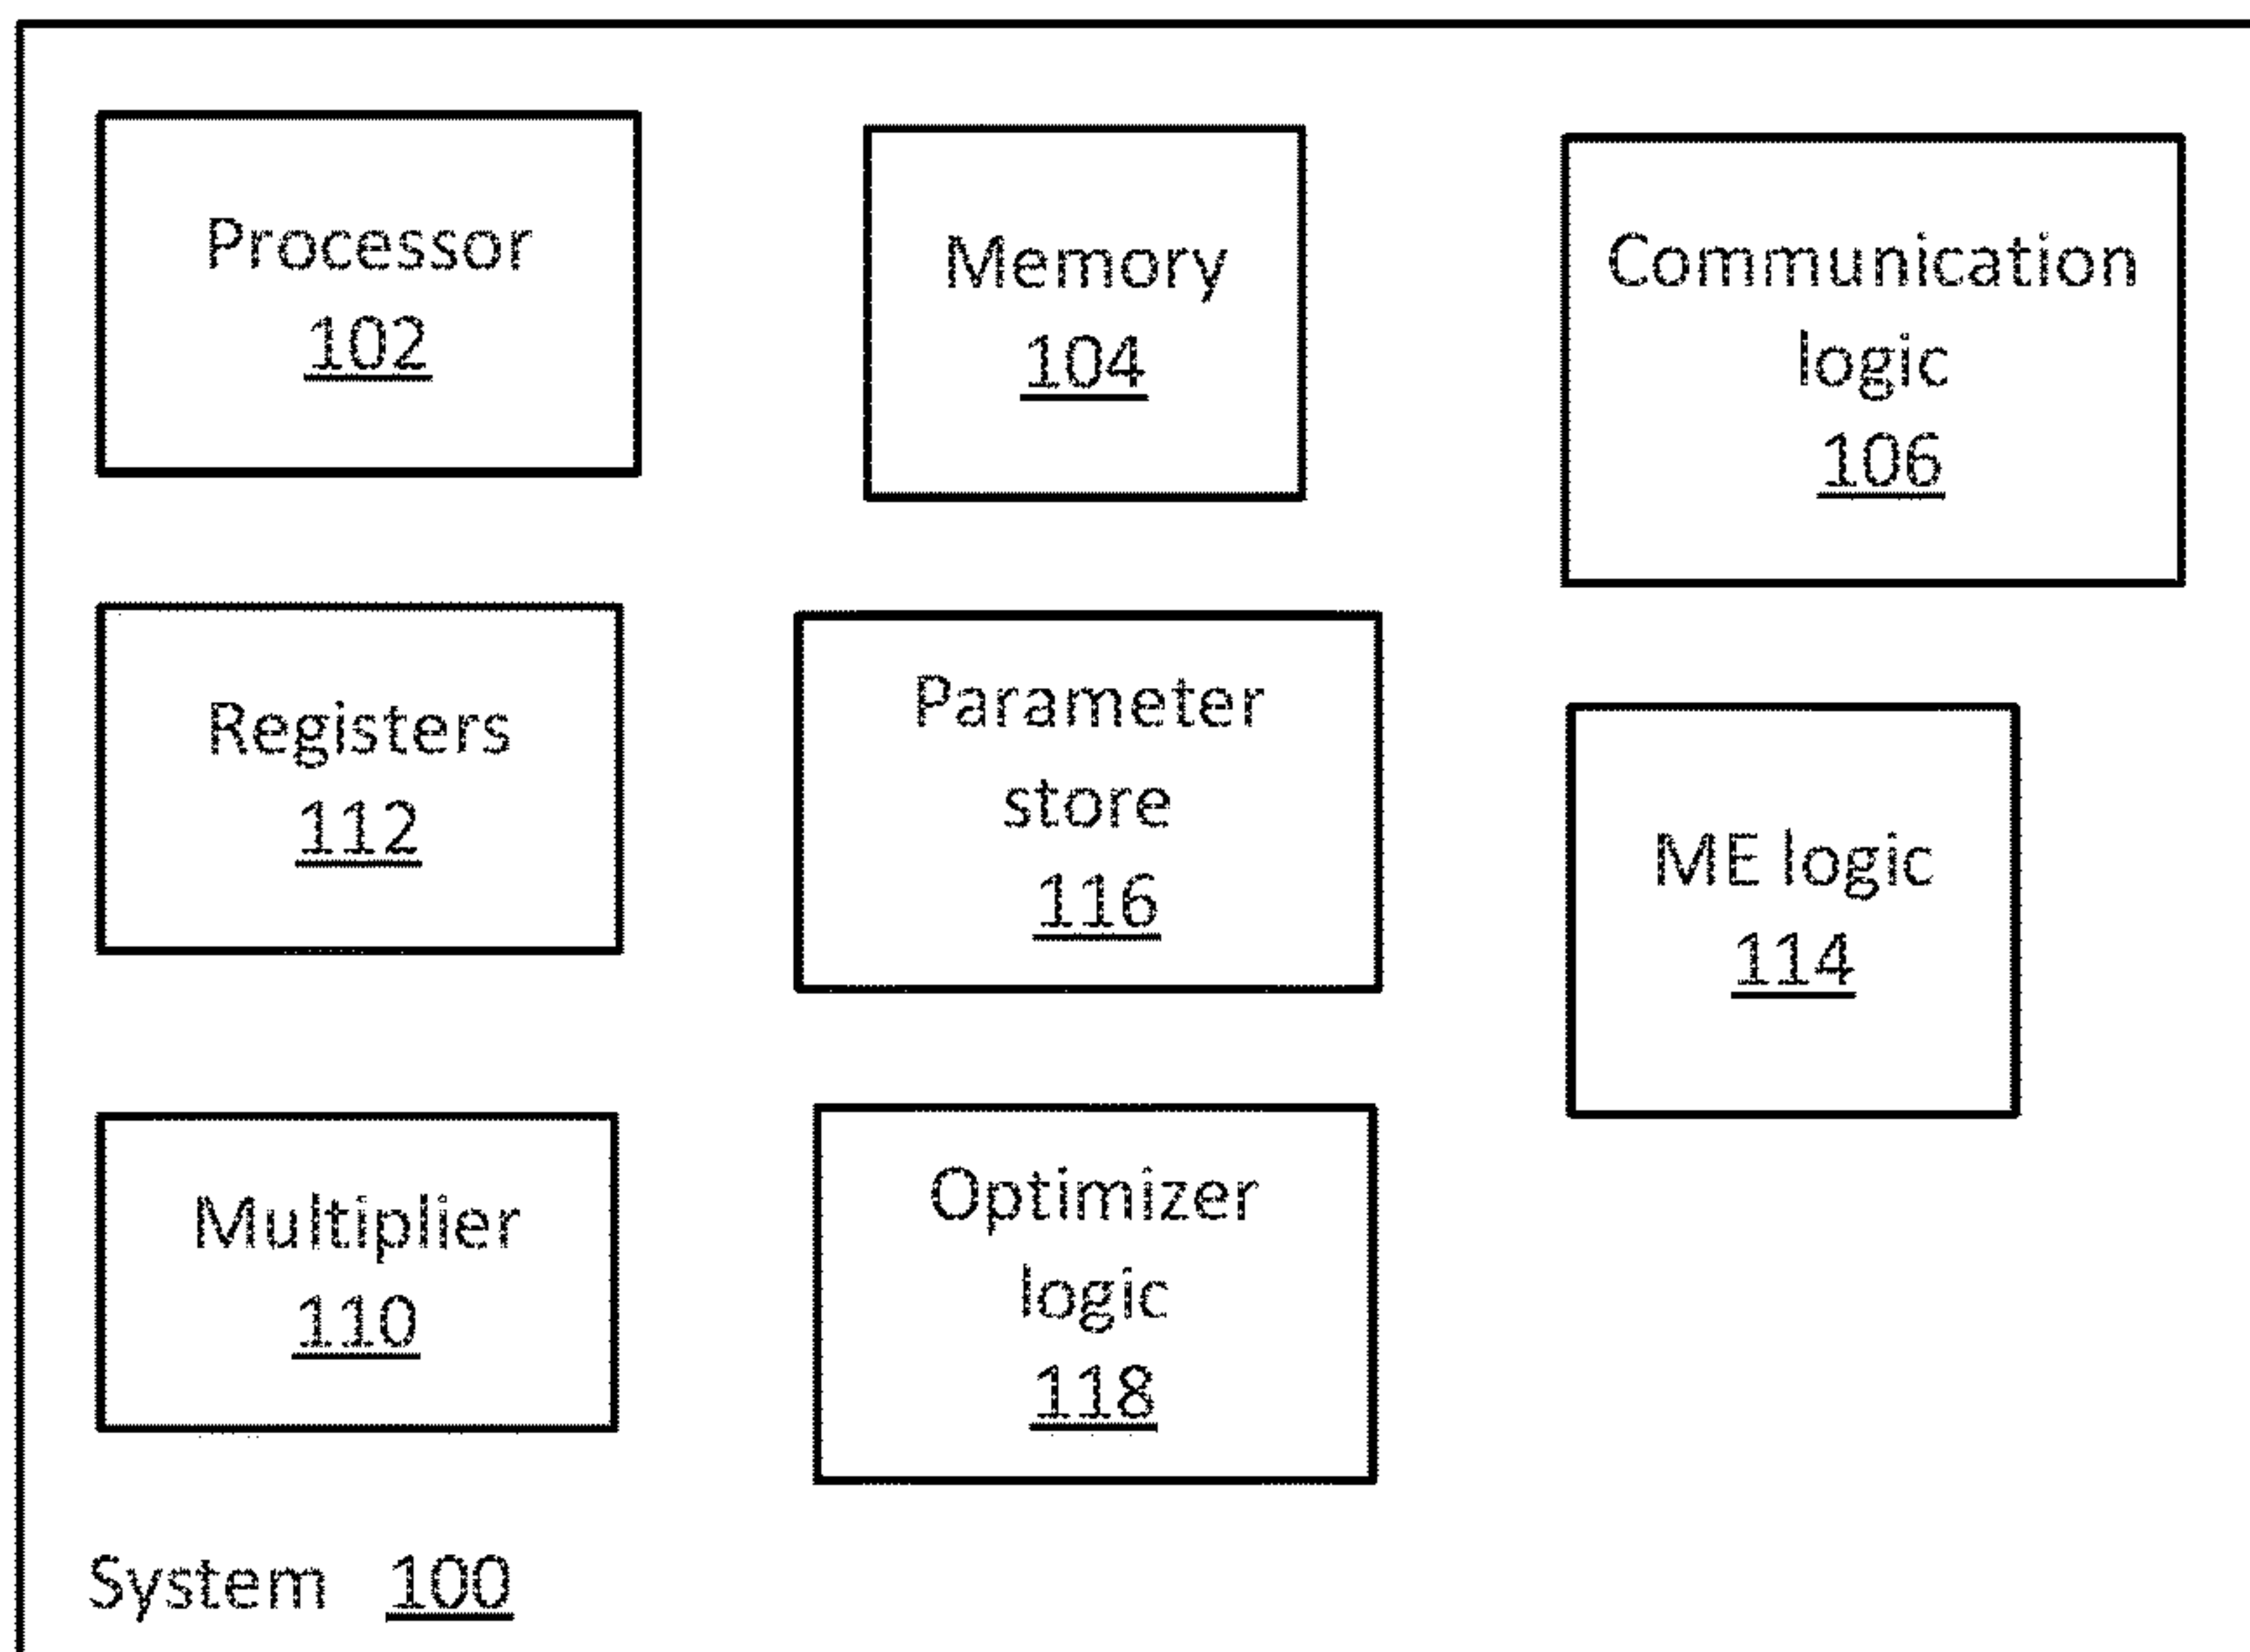 Processor
102
Memory
104
Communication
logic
106
Registers
112
Parameter
store
116
ME logic
114
Multiplier
110
Optimizer
logic
118
System 100